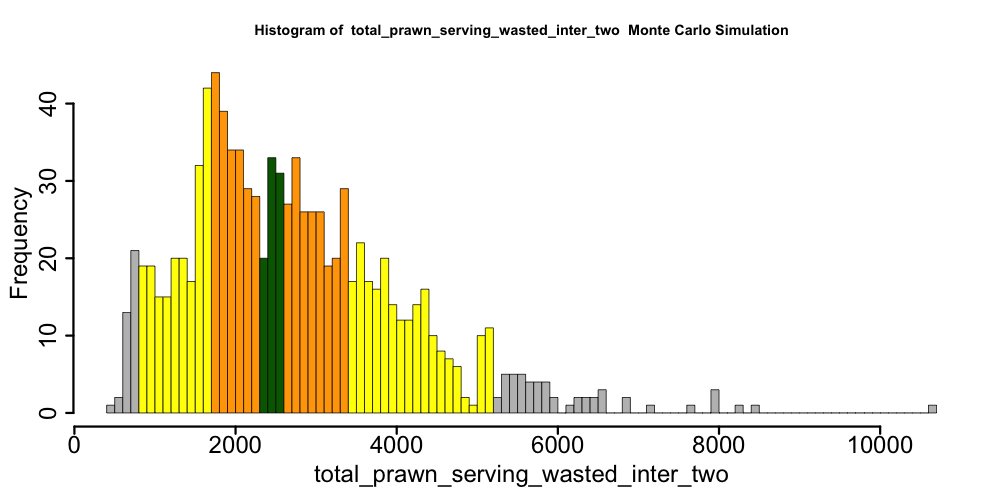 Histogram of  total_prawn_serving_wasted_inter_two  Monte Carlo Simulation
Frequency
40
30
20
10
0
0 2000 4000 6000 8000 10000
total_prawn_serving_wasted_inter_two